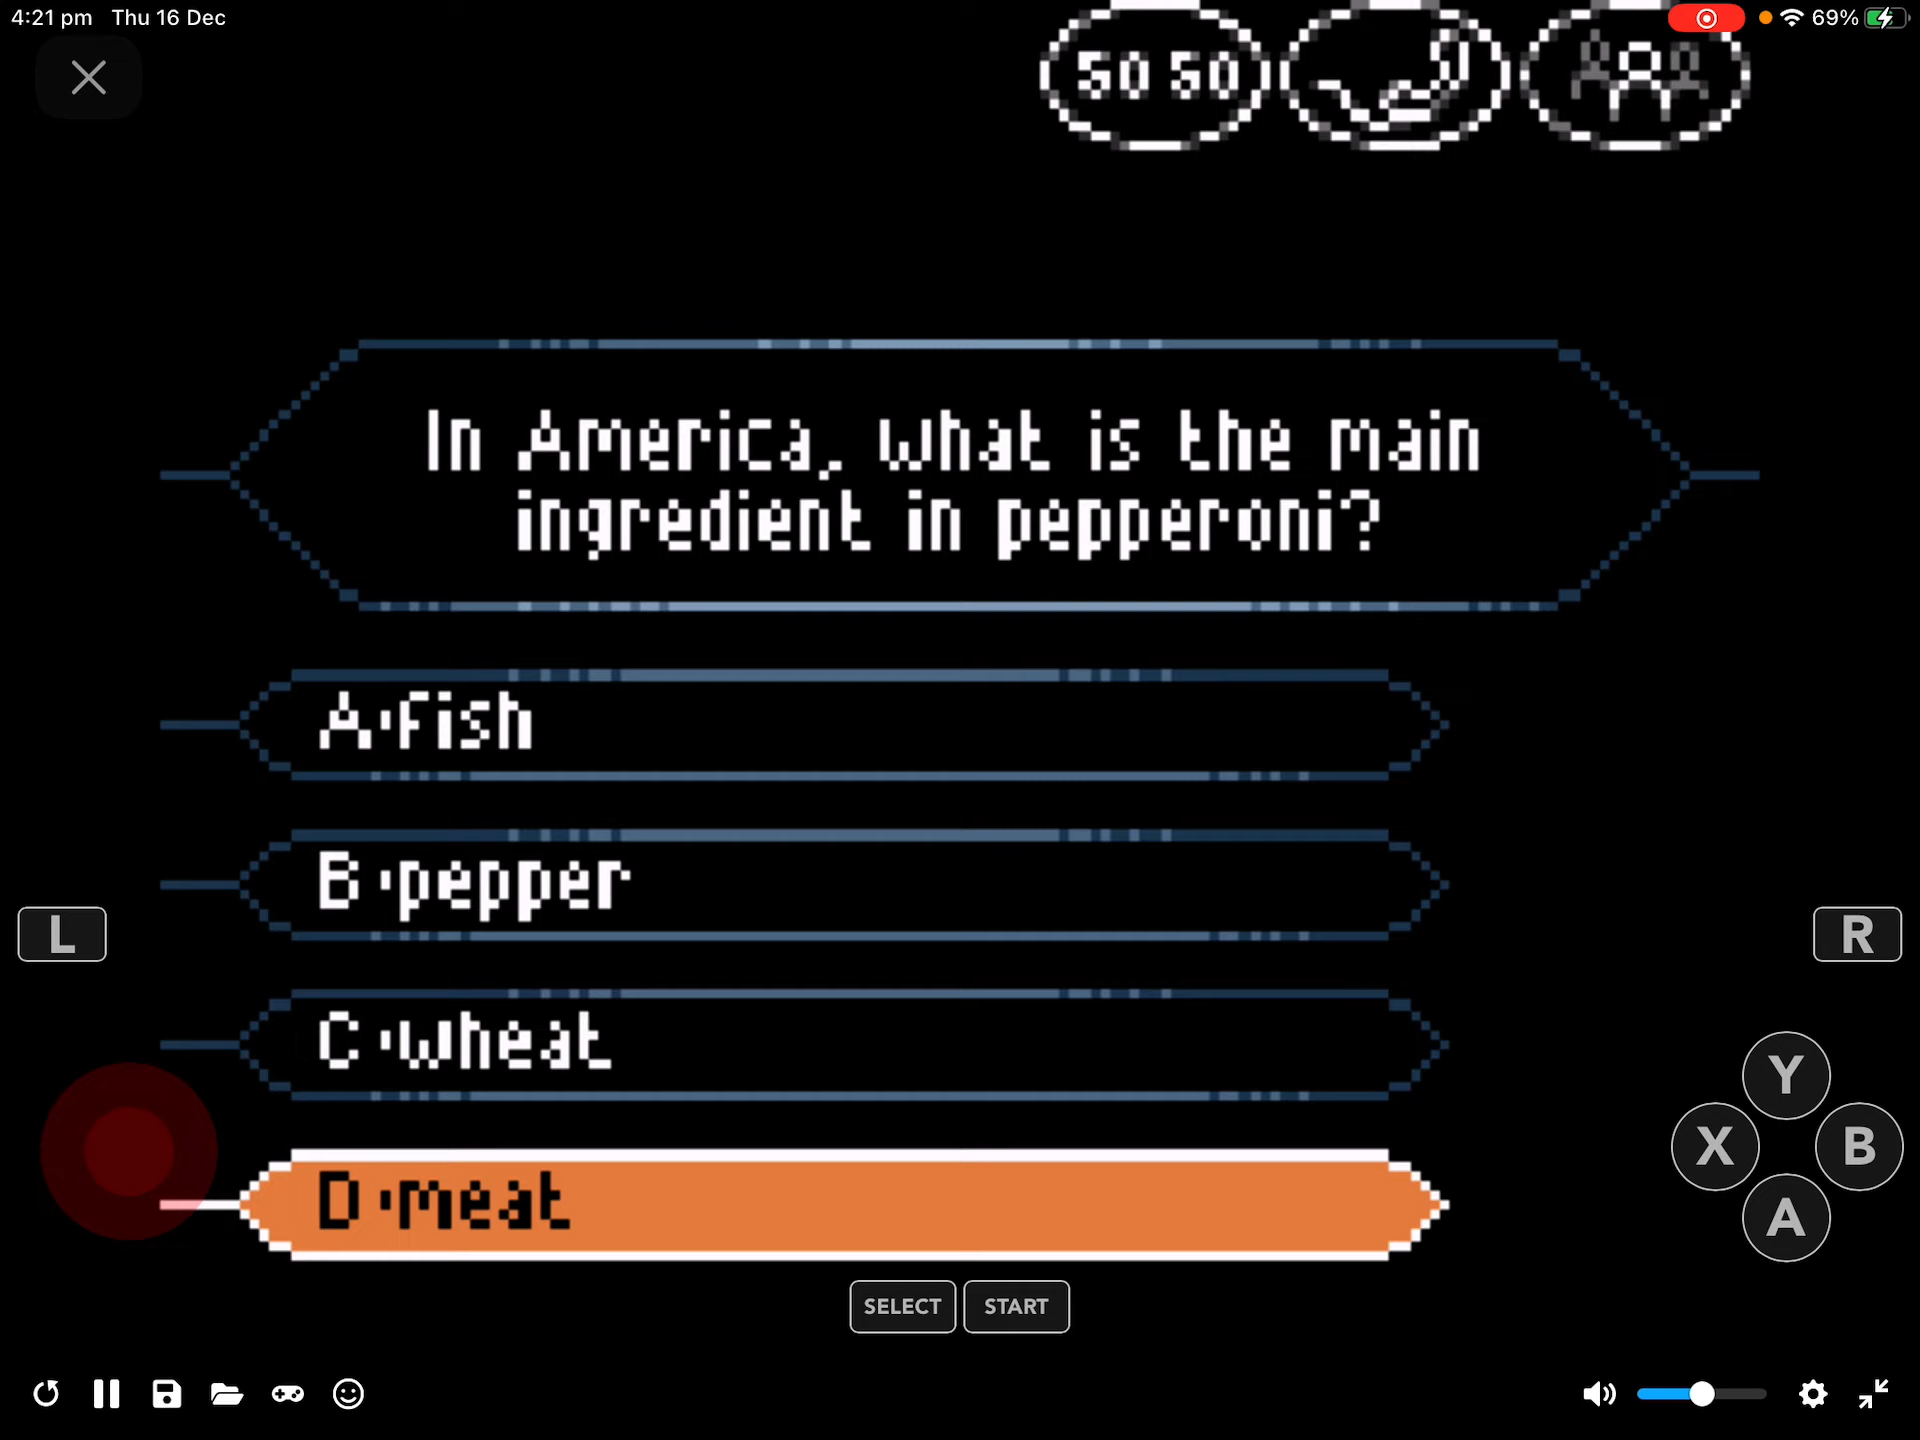 4:21 pm Thu 16 Dec
69%
50 50
In America, what is the main
ingredient in pepperoni?
A·fish
B·pepper
C·wheat
D·meat
L
R
Y
X
B
A
SELECT
START